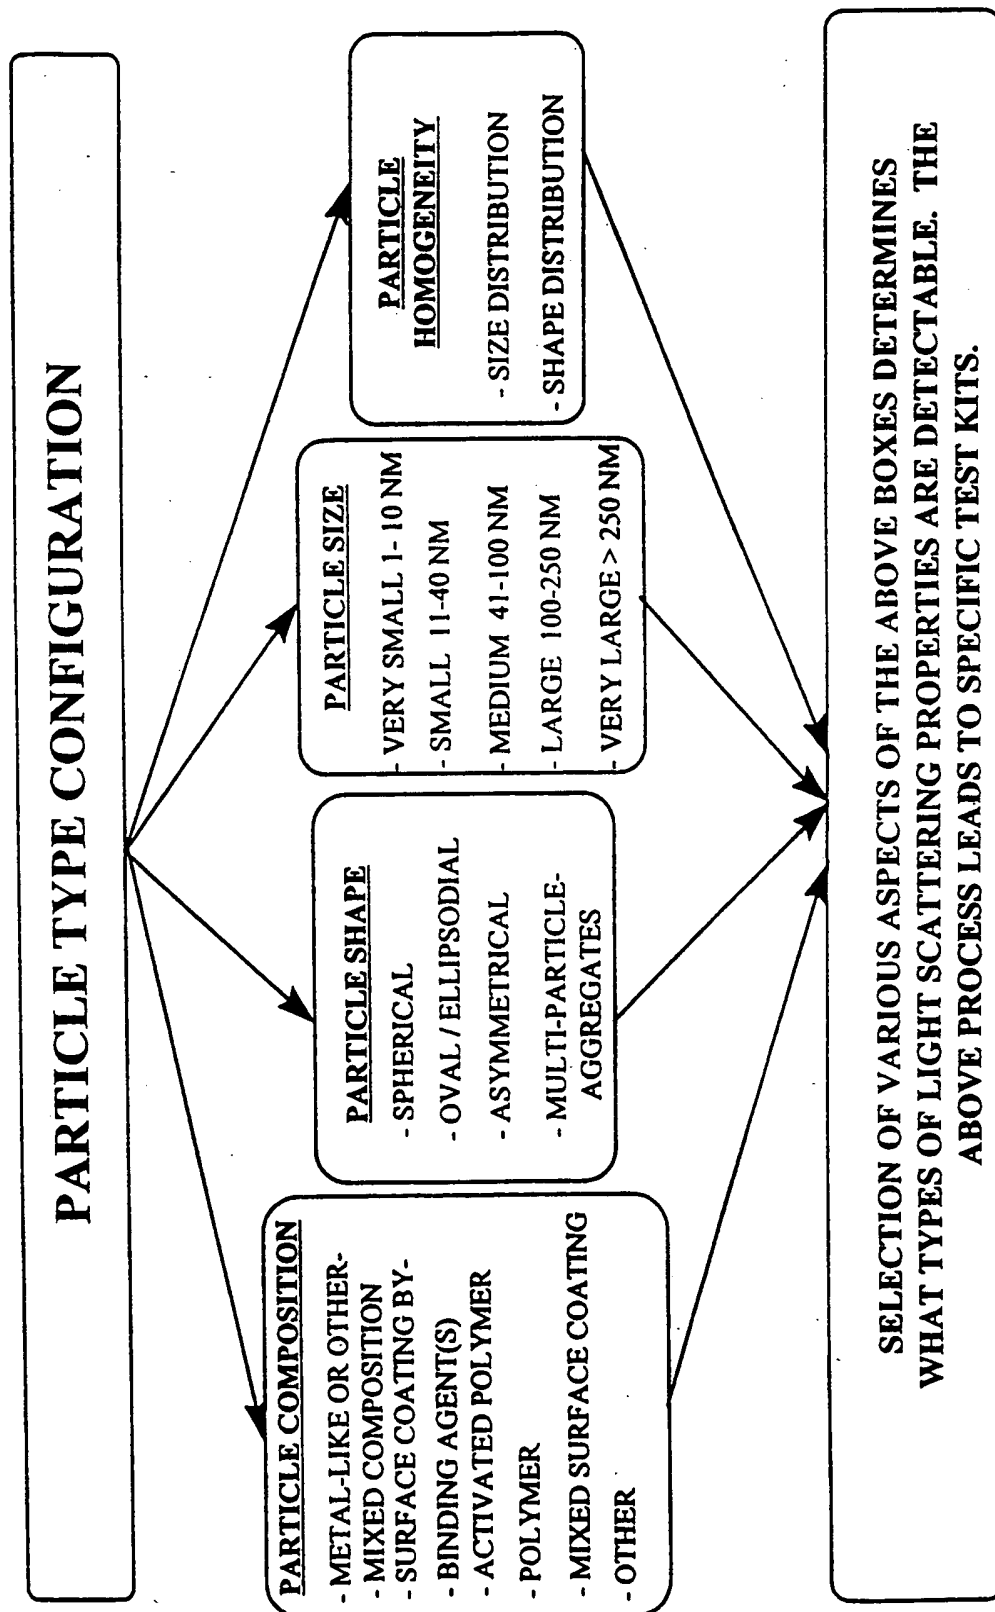 PARTICLE TYPE CONFIGURATION
PARTICLE COMPOSITION
- METAL-LIKE OR OTHER-
- MIXED COMPOSITION
- SURFACE COATING BY-
- BINDING AGENT(S)
- ACTIVATED POLYMER
- POLYMER
- MIXED SURFACE COATING
- OTHER
PARTICLE SHAPE
- SPHERICAL
- OVAL / ELLIPSODIAL
- ASYMMETRICAL
- MULTI-PARTICLE-
AGGREGATES
PARTICLE SIZE
- VERY SMALL 1- 10 NM
- SMALL 11-40 NM
- MEDIUM 41-100 NM
- LARGE 100-250 NM
- VERY LARGE > 250 NM
PARTICLE
HOMOGENEITY
- SIZE DISTRIBUTION
- SHAPE DISTRIBUTION
SELECTION OF VARIOUS ASPECTS OF THE ABOVE BOXES DETERMINES
WHAT TYPES OF LIGHT SCATTERING PROPERTIES ARE DETECTABLE. THE
ABOVE PROCESS LEADS TO SPECIFIC TEST KITS.